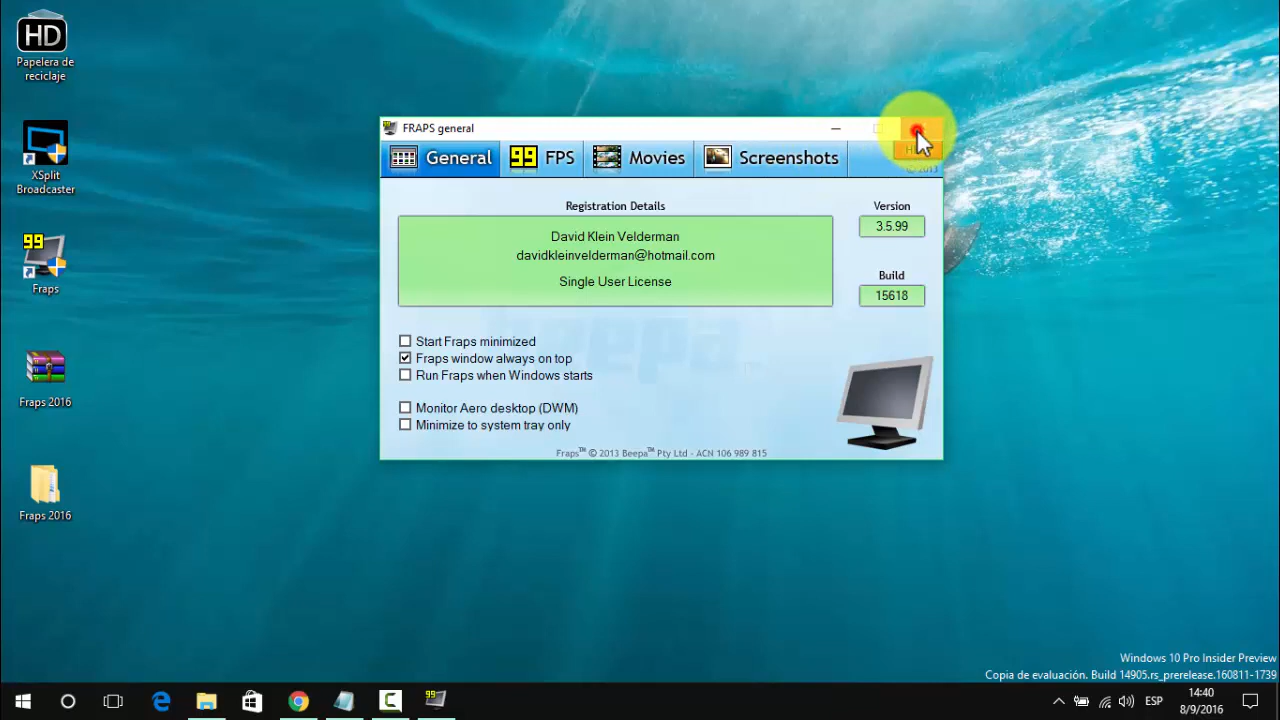 HD
Papelera de
reciclaje
XSplit
Broadcaster
99
Fraps
Fraps 2016
Fraps 2016
99 FRAPS general
General
99 FPS
Movies
Screenshots
© 2013
Registration Details
David Klein Velderman
davidkleinvelderman@hotmail.com
Single User License
Version
3.5.99
Build
15618
beepa
Start Fraps minimized
Fraps window always on top
Run Fraps when Windows starts
Monitor Aero desktop (DWM)
Minimize to system tray only
Fraps™ © 2013 Beepa™ Pty Ltd - ACN 106 989 815
Windows 10 Pro Insider Preview
Copia de evaluación. Build 14905.rs_prerelease.160811-1739
99
ESP
14:40
8/9/2016